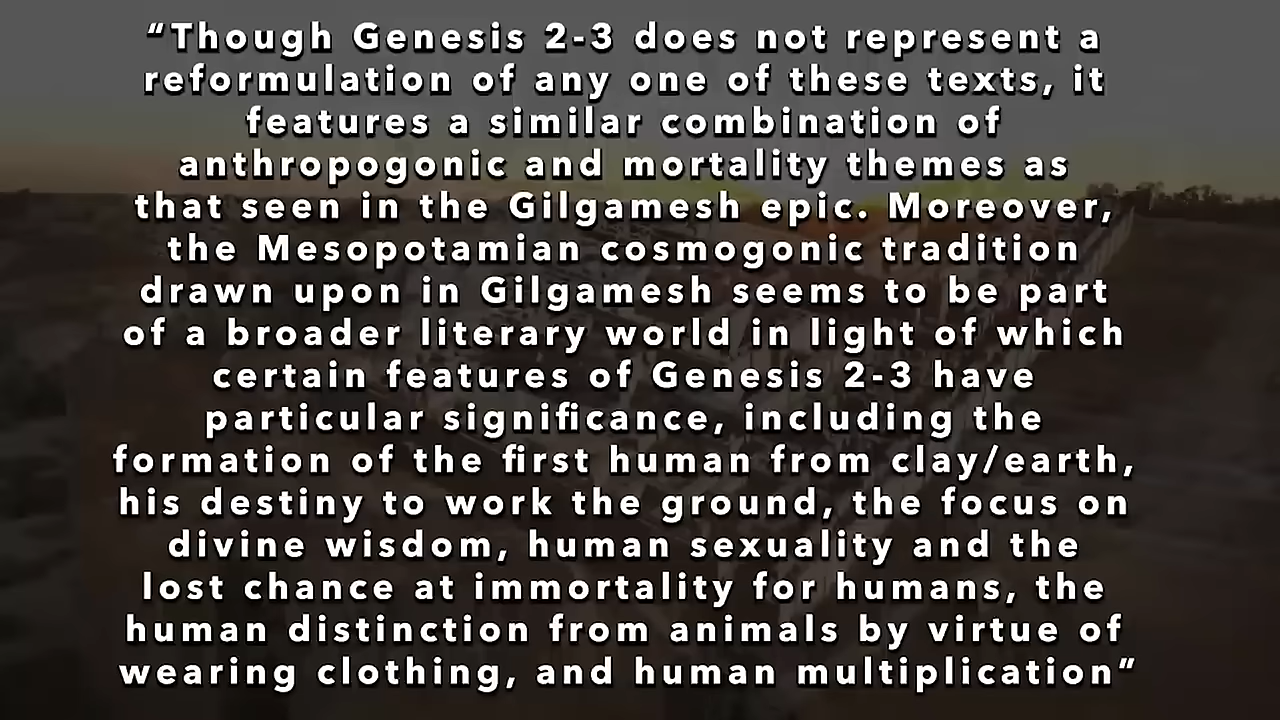 “Though Genesis 2-3 does not represent a
reformulation of any one of these texts, it
features a similar combination of
anthropogonic and mortality themes as
that seen in the Gilgamesh epic. Moreover,
the Mesopotamian cosmogonic tradition
drawn upon in Gilgamesh seems to be part
of a broader literary world in light of which
certain features of Genesis 2-3 have
particular significance, including the
formation of the first human from clay/earth,
his destiny to work the ground, the focus on
divine wisdom, human sexuality and the
lost chance at immortality for humans, the
human distinction from animals by virtue of
wearing clothing, and human multiplication”